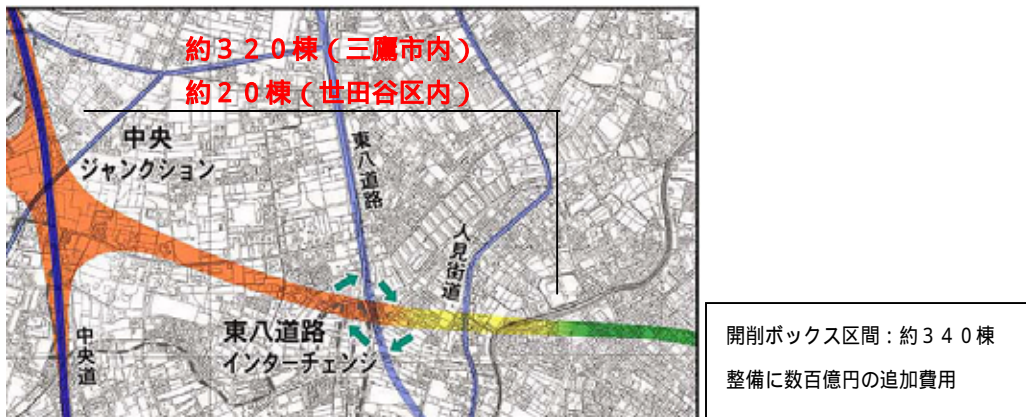 約３２０棟（三鷹市内）
約２０棟（世田谷区内）
中央
ジャンクション
東八道路
人見街道
東八道路
インターチェンジ
中央道
開削ボックス区間：約３４０棟
整備に数百億円の追加費用